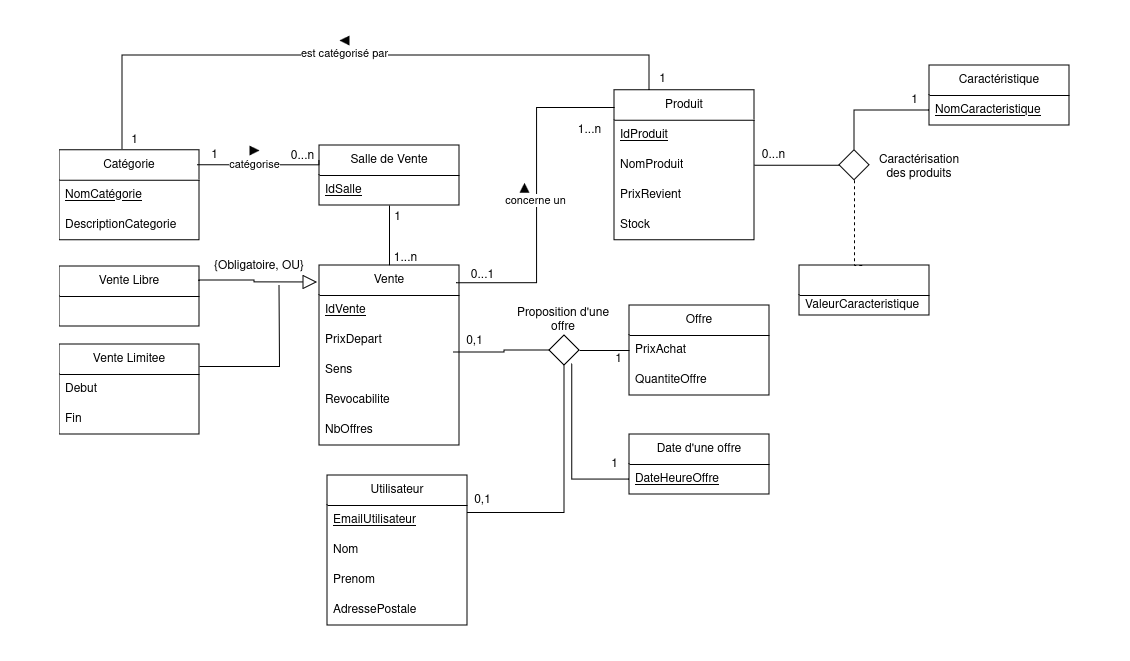 ◀
est catégorisé par
1
1
Catégorie
NomCatégorie
DescriptionCategorie
1
▶
catégorise
0...n
Salle de Vente
IdSalle
1
1...n
Produit
IdProduit
NomProduit
PrixRevient
Stock
1...n
▲
concerne un
0...1
0...n
Caractérisation
des produits
1
Caractéristique
NomCaracteristique
ValeurCaracteristique
{Obligatoire, OU}
Vente Libre
Vente Limitee
Debut
Fin
Vente
IdVente
PrixDepart
Sens
Revocabilite
NbOffres
0,1
Proposition d'une
offre
1
Offre
PrixAchat
QuantiteOffre
1
Date d'une offre
DateHeureOffre
0,1
Utilisateur
EmailUtilisateur
Nom
Prenom
AdressePostale